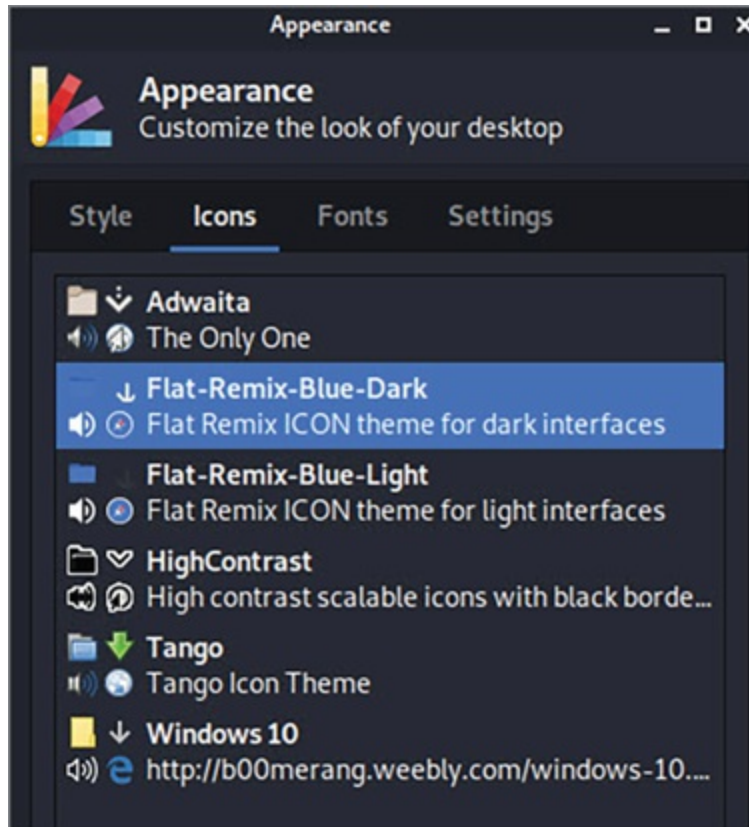 Appearance
Appearance
Customize the look of your desktop
Style Icons Fonts Settings
Adwaita
The Only One
Flat-Remix-Blue-Dark
Flat Remix ICON theme for dark interfaces
Flat-Remix-Blue-Light
Flat Remix ICON theme for light interfaces
HighContrast
High contrast scalable icons with black borde...
Tango
Tango Icon Theme
Windows 10
http://b00merang.weebly.com/windows-10....